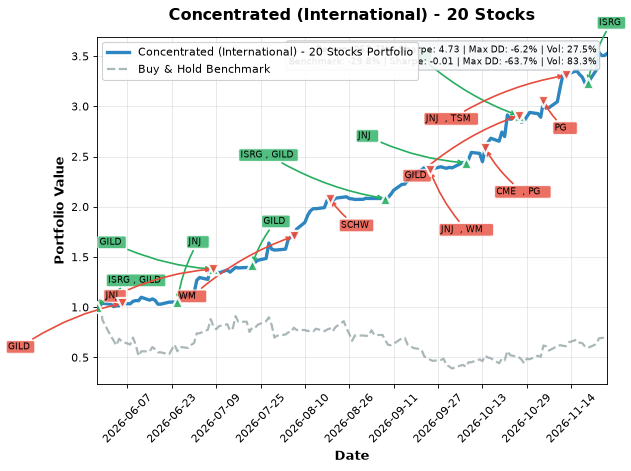 Concentrated (International) - 20 Stocks
ISRG
Concentrated (International) - 20 Stocks Portfolio
Buy & Hold Benchmark
4.73 | Max DD: -6.2% | Vol: 27.5%
Benchmark: -29.8% | Sharpe: -0.01 | Max DD: -63.7% | Vol: 83.3%
JNJ , TSM
PG
JNJ
ISRG , GILD
GILD
CME , PG
GILD
SCHW
JNJ , WM
GILD
JNJ
ISRG , GILD
JNJ
WM
GILD
3.5
3.0
2.5
2.0
1.5
1.0
0.5
Portfolio Value
2026-06-07
2026-06-23
2026-07-09
2026-07-25
2026-08-10
2026-08-26
2026-09-11
2026-09-27
2026-10-13
2026-10-29
2026-11-14
Date